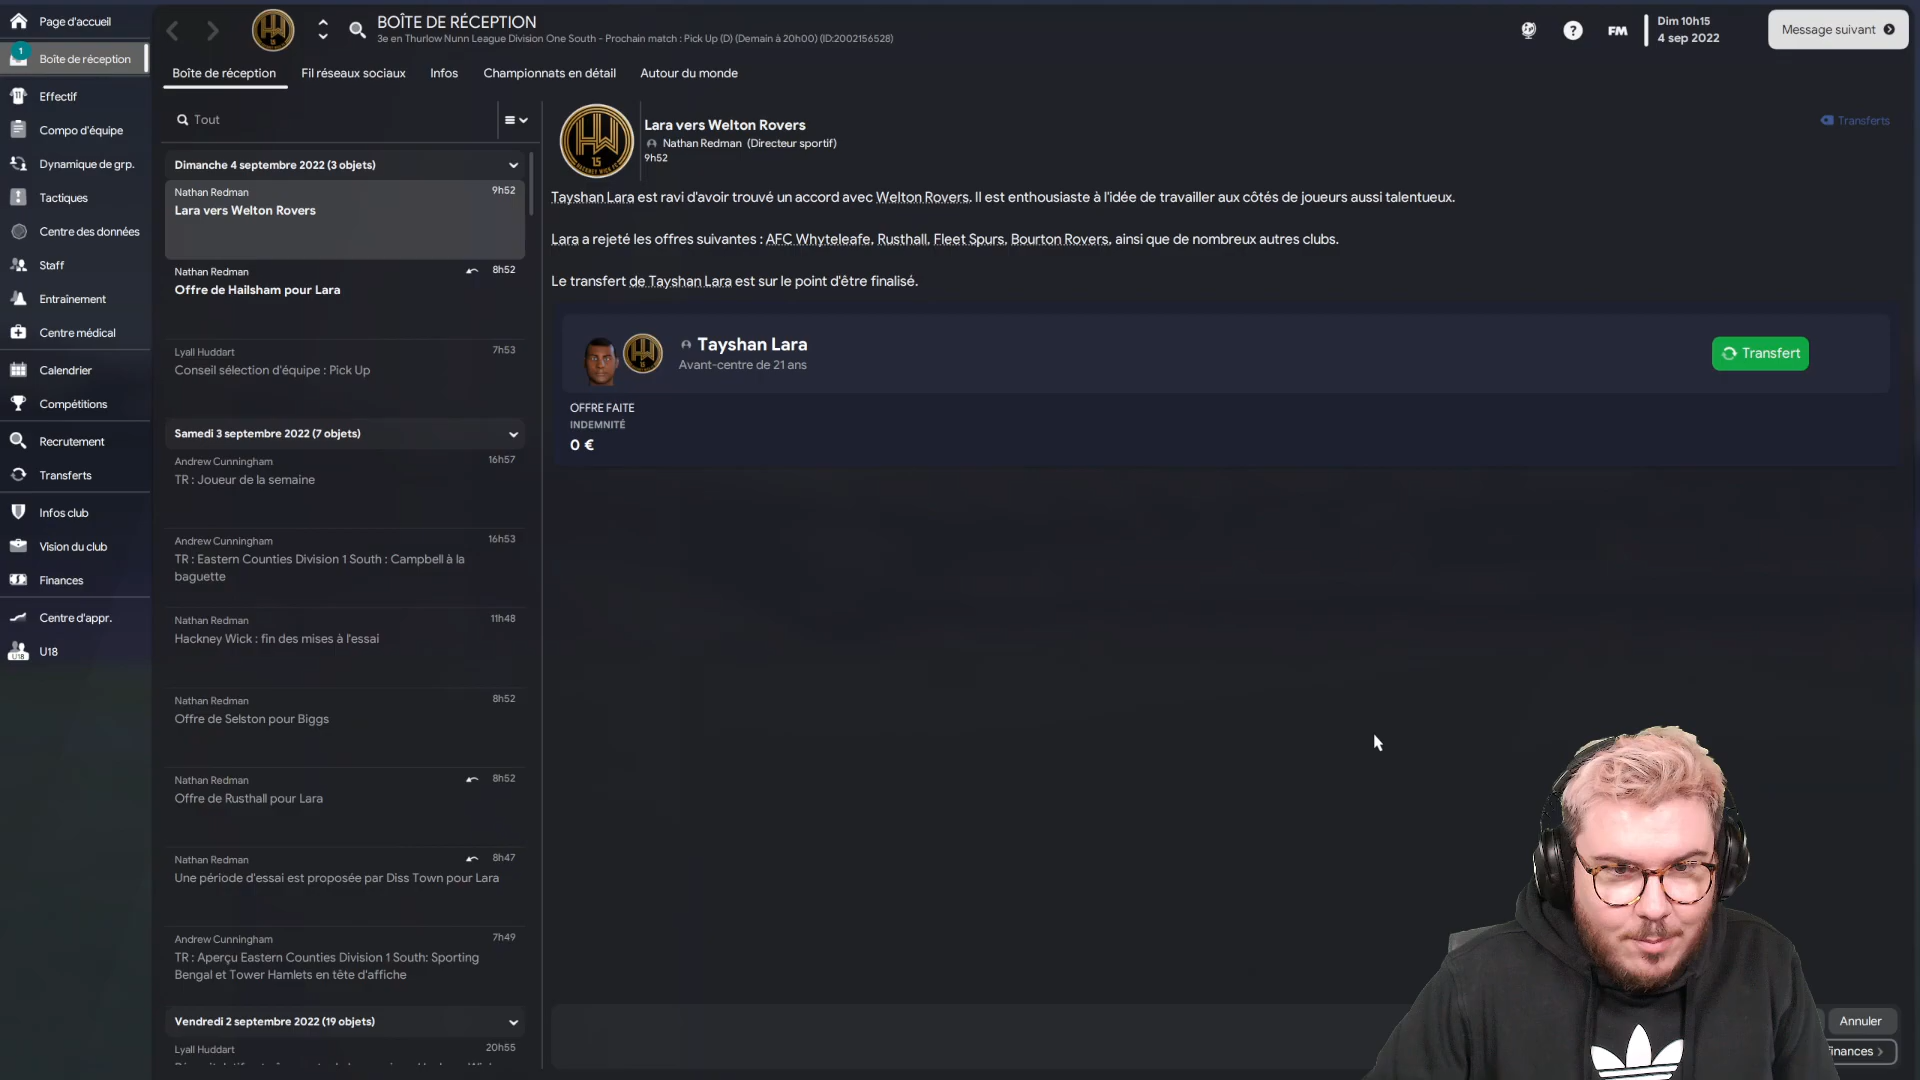 Page d'accueil
1
Boîte de réception
Effectif
Compo d'équipe
Dynamique de grp.
Tactiques
Centre des données
Staff
Entraînement
Centre médical
Calendrier
Compétitions
Recrutement
Transferts
Infos club
Vision du club
Finances
Centre d'appr.
U18
U18
BOÎTE DE RÉCEPTION
3e en Thurlow Nunn League Division One South - Prochain match : Pick Up (D) (Demain à 20h00) (ID:2002156528)
FM
Dim 10h15
4 sep 2022
Message suivant
Boîte de réception
Fil réseaux sociaux
Infos
Championnats en détail
Autour du monde
Tout
Dimanche 4 septembre 2022 (3 objets)
Nathan Redman 9h52
Lara vers Welton Rovers
Nathan Redman 8h52
Offre de Hailsham pour Lara
Lyall Huddart 7h53
Conseil sélection d'équipe : Pick Up
Samedi 3 septembre 2022 (7 objets)
Andrew Cunningham 16h57
TR : Joueur de la semaine
Andrew Cunningham 16h53
TR : Eastern Counties Division 1 South : Campbell à la
baguette
Nathan Redman 11h48
Hackney Wick : fin des mises à l'essai
Nathan Redman 8h52
Offre de Selston pour Biggs
Nathan Redman 8h52
Offre de Rusthall pour Lara
Nathan Redman 8h47
Une période d'essai est proposée par Diss Town pour Lara
Andrew Cunningham 7h49
TR : Aperçu Eastern Counties Division 1 South: Sporting
Bengal et Tower Hamlets en tête d'affiche
Vendredi 2 septembre 2022 (19 objets)
Lyall Huddart 20h55
Lara vers Welton Rovers
Nathan Redman (Directeur sportif)
9h52
Transferts
Tayshan Lara est ravi d'avoir trouvé un accord avec Welton Rovers. Il est enthousiaste à l'idée de travailler aux côtés de joueurs aussi talentueux.
Lara a rejeté les offres suivantes : AFC Whyteleafe, Rusthall, Fleet Spurs, Bourton Rovers, ainsi que de nombreux autres clubs.
Le transfert de Tayshan Lara est sur le point d'être finalisé.
Tayshan Lara
Avant-centre de 21 ans
Transfert
OFFRE FAITE
INDEMNITÉ
0 €
Annuler